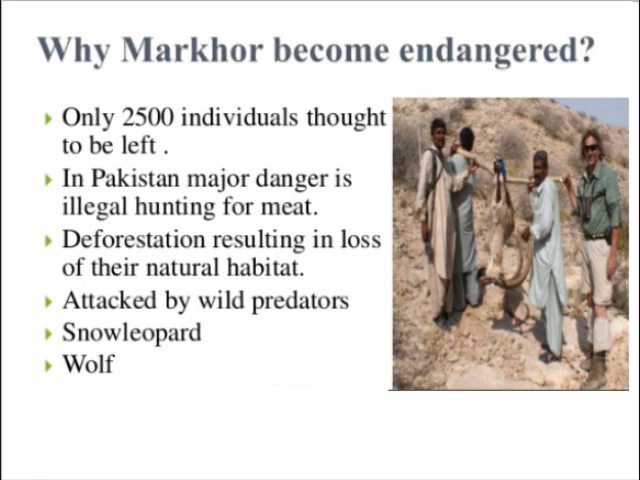 Why Markhor become endangered?
Only 2500 individuals thought
to be left .
In Pakistan major danger is
illegal hunting for meat.
Deforestation resulting in loss
of their natural habitat.
Attacked by wild predators
Snowleopard
Wolf